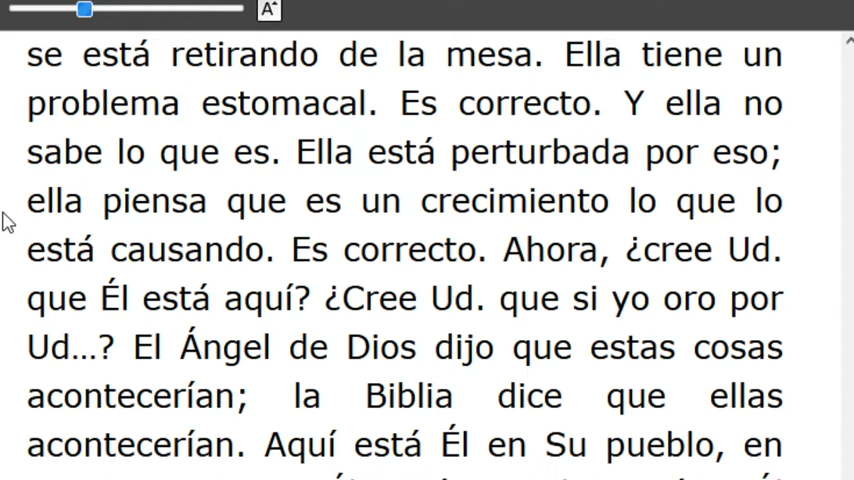 A
se está retirando de la mesa. Ella tiene un
problema estomacal. Es correcto. Y ella no
sabe lo que es. Ella está perturbada por eso;
ella piensa que es un crecimiento lo que lo
está causando. Es correcto. Ahora, ¿cree Ud.
que Él está aquí? ¿Cree Ud. que si yo oro por
Ud...? El Ángel de Dios dijo que estas cosas
acontecerían; la Biblia dice que ellas
acontecerían. Aquí está Él en Su pueblo, en